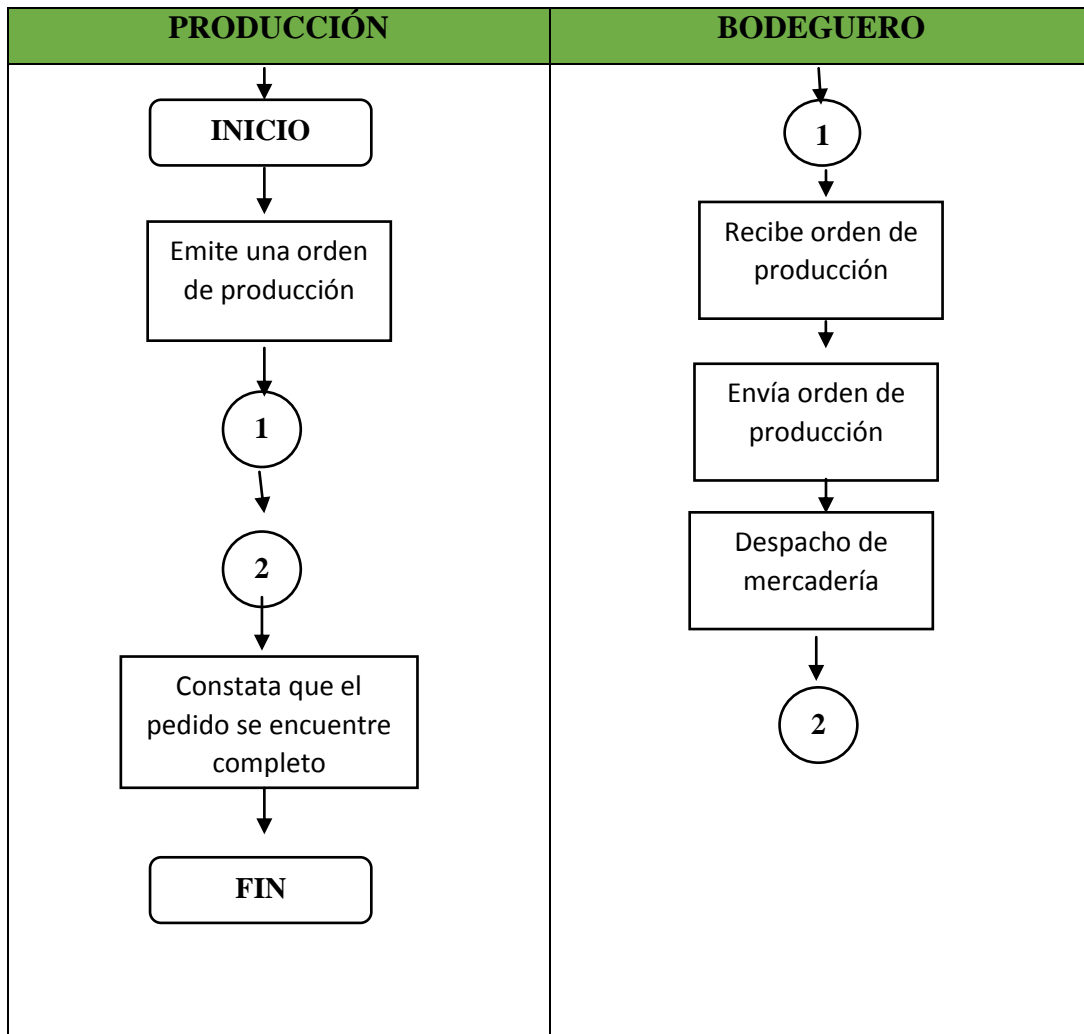 PRODUCCIÓN
BODEGUERO
INICIO
Emite una orden
de producción
1
2
Constata que el
pedido se encuentre
completo
FIN
1
Recibe orden de
producción
Envía orden de
producción
Despacho de
mercadería
2